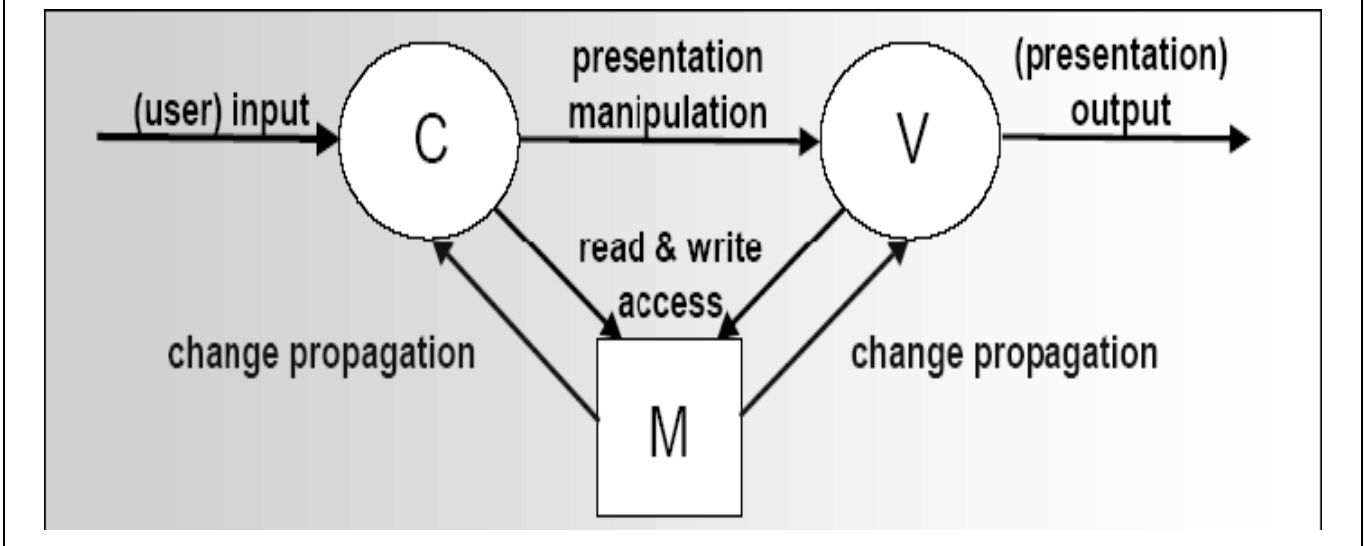 (user) input
C
presentation
manipulation
V
(presentation)
output
read & write
access
change propagation
change propagation
M